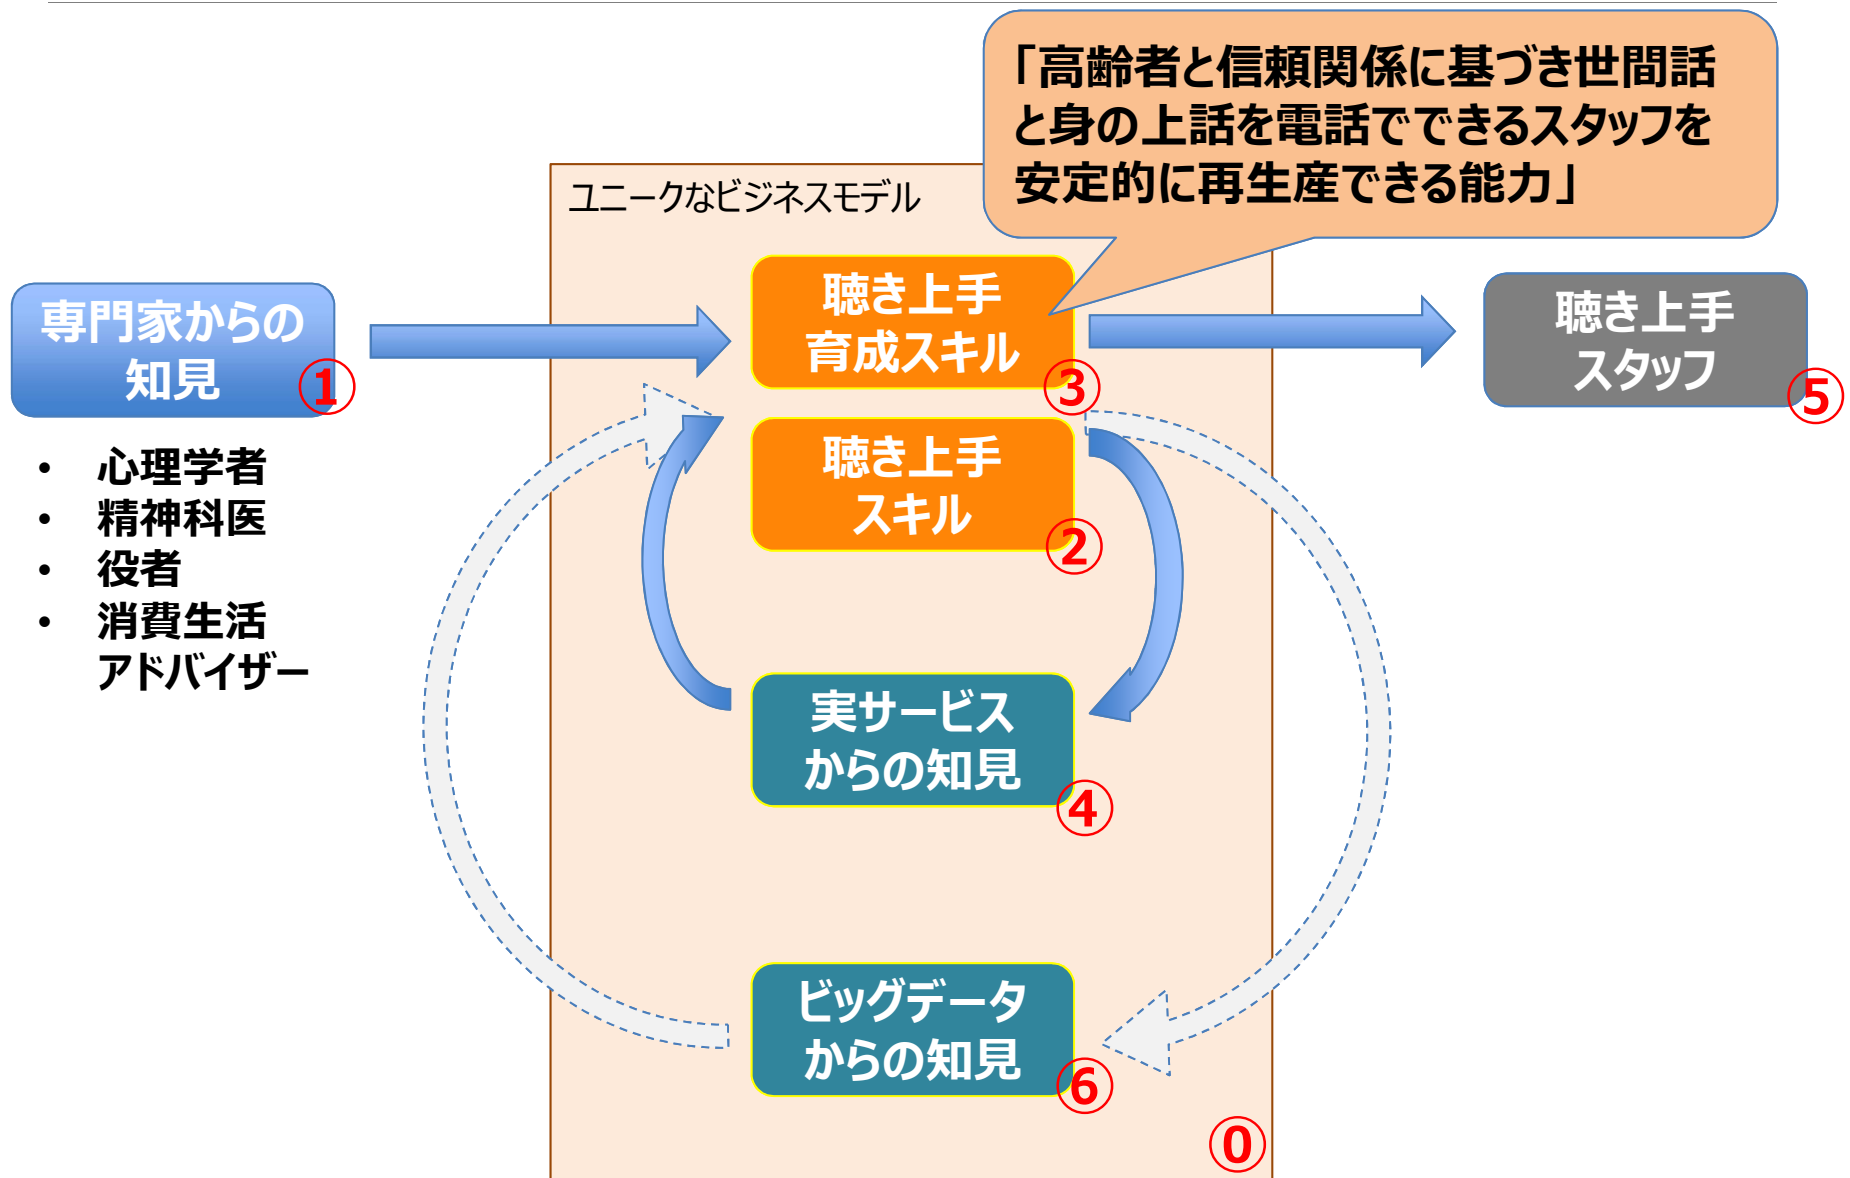 「高齢者と信頼関係に基づき世間話
と身の上話を電話でできるスタッフを
安定的に再生産できる能力」
ユニークなビジネスモデル
専門家からの
知見
①
• 心理学者
• 精神科医
• 役者
• 消費生活
アドバイザー
聴き上手
育成スキル
③
聴き上手
スキル
②
聴き上手
スタッフ
⑤
実サービス
からの知見
④
ビッグデータ
からの知見
⑥
⓪